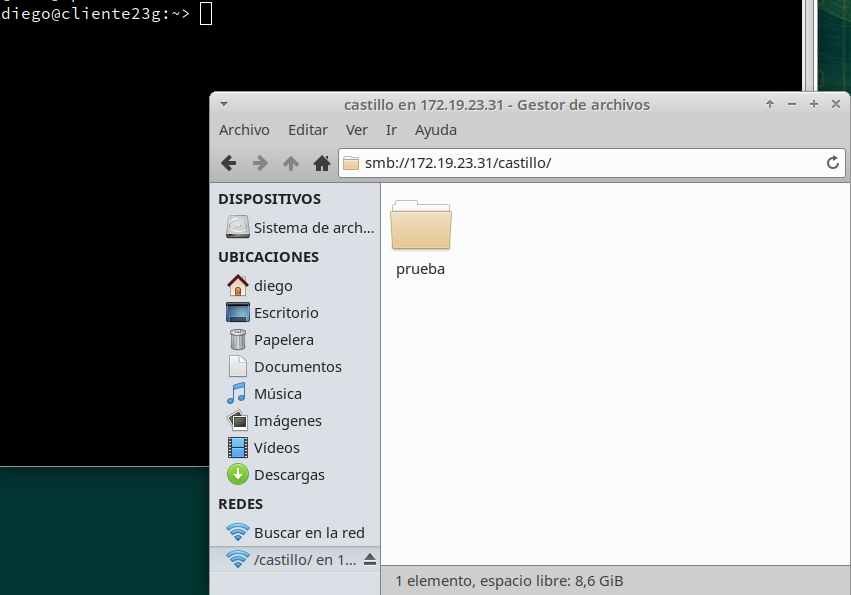 diego@cliente23g:~>
castillo en 172.19.23.31 - Gestor de archivos
Archivo Editar Ver Ir Ayuda
smb://172.19.23.31/castillo/
DISPOSITIVOS
Sistema de arch...
UBICACIONES
diego
Escritorio
Papelera
Documentos
Música
Imágenes
Vídeos
Descargas
REDES
Buscar en la red
/castillo/ en 1...
prueba
1 elemento, espacio libre: 8,6 GiB